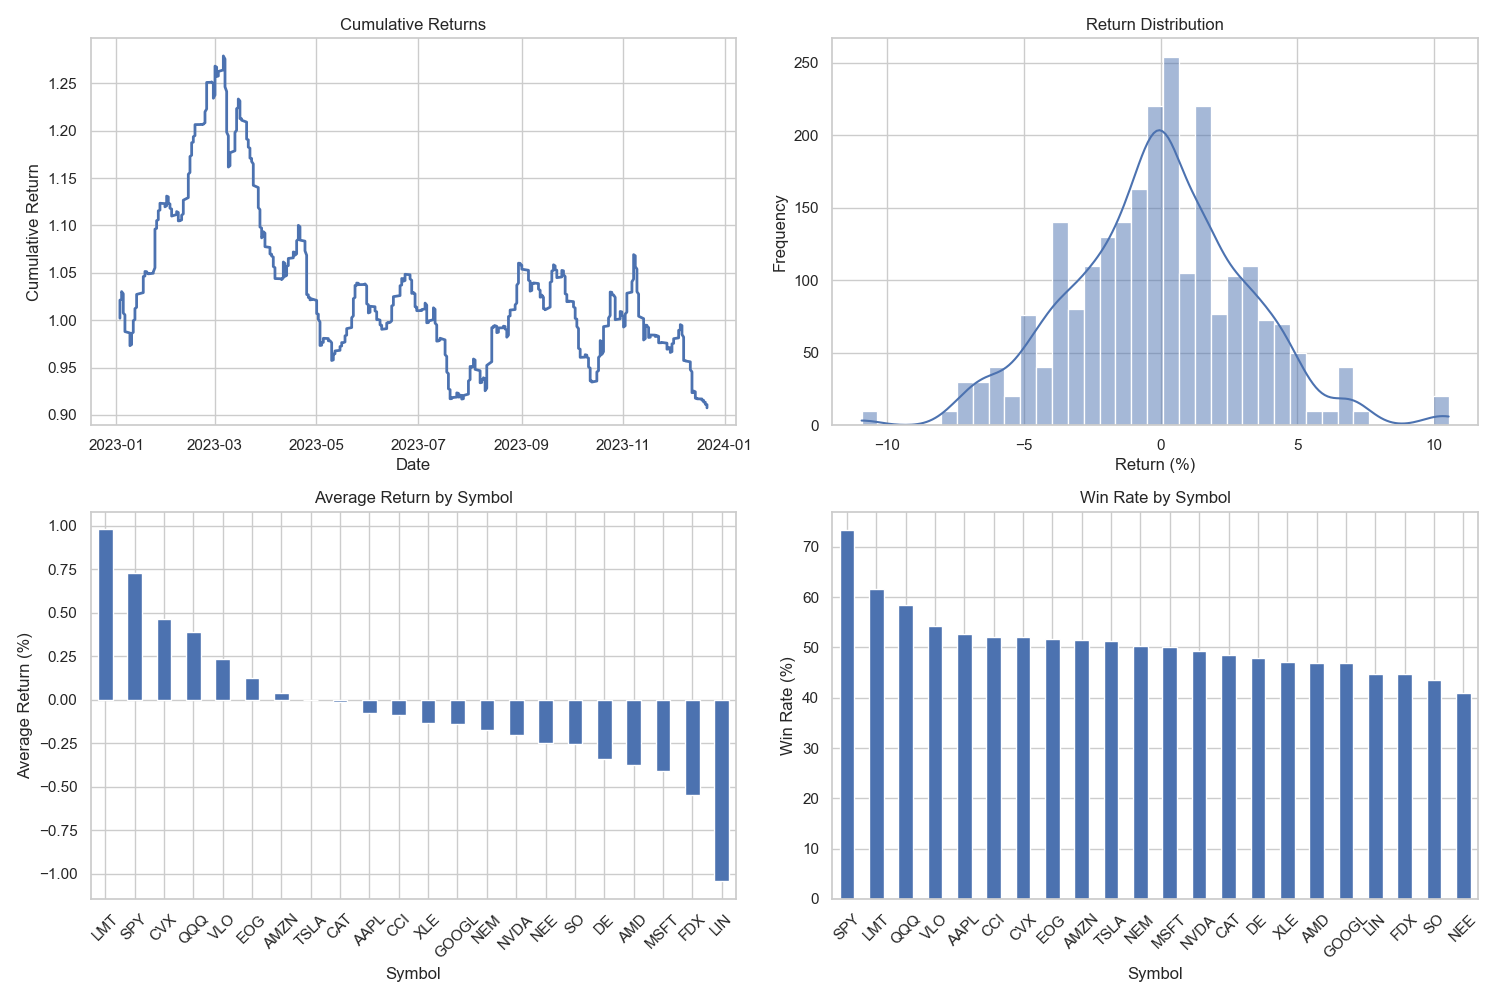 Cumulative Returns
Cumulative Return
1.25
1.20
1.15
1.10
1.05
1.00
0.95
0.90
2023-01 2023-03 2023-05 2023-07 2023-09 2023-11 2024-01
Date
Return Distribution
Frequency
250
200
150
100
50
0
−10 −5 0 5 10
Return (%)
Average Return by Symbol
Average Return (%)
1.00
0.75
0.50
0.25
0.00
−0.25
−0.50
−0.75
−1.00
LMT SPY CVX QQQ VLO EOG AMZN TSLA CAT AAPL CCI XLE GOOGL NEM NVDA NEE SO DE AMD MSFT FDX LIN
Symbol
Win Rate by Symbol
Win Rate (%)
70
60
50
40
30
20
10
0
SPY LMT QQQ VLO AAPL CCI CVX EOG AMZN TSLA NEM MSFT NVDA CAT DE XLE AMD GOOGL LIN FDX SO NEE
Symbol